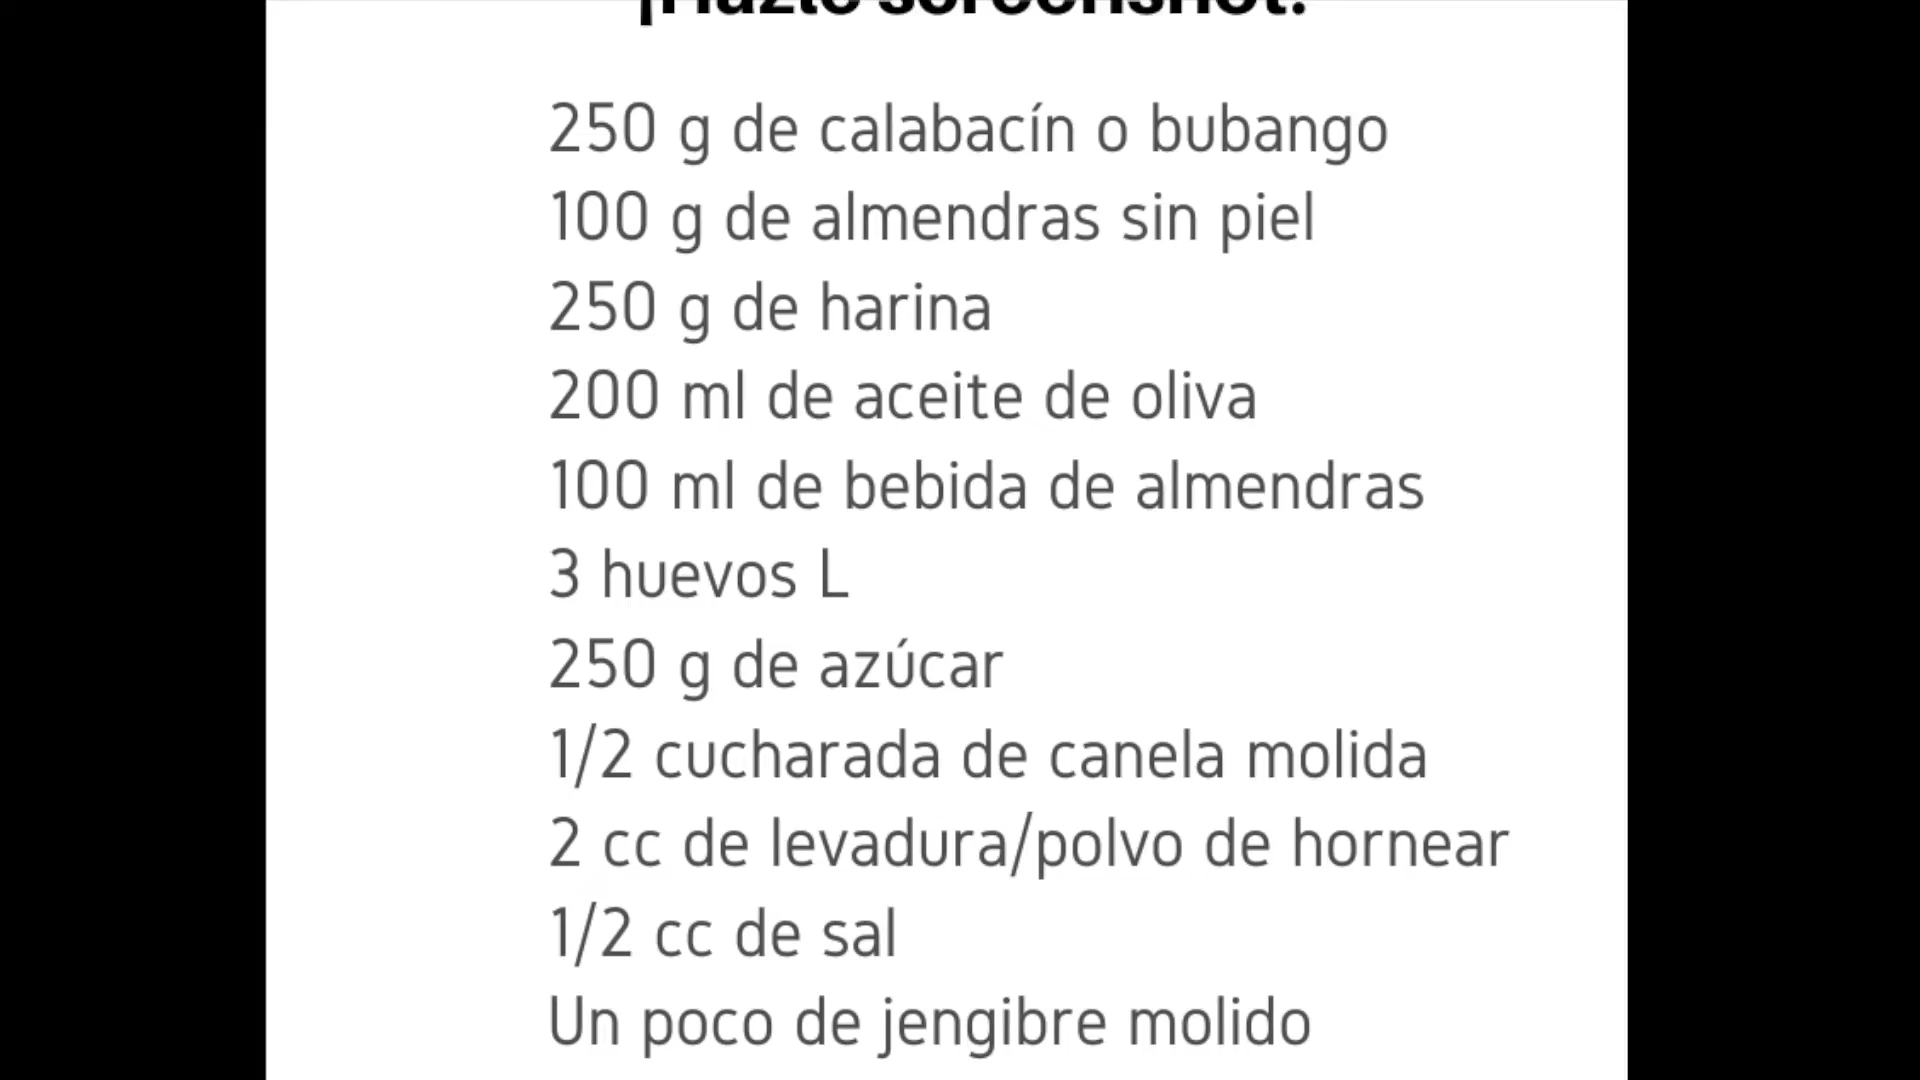 ¡Hazte screenshot!
250 g de calabacín o bubango
100 g de almendras sin piel
250 g de harina
200 ml de aceite de oliva
100 ml de bebida de almendras
3 huevos L
250 g de azúcar
1/2 cucharada de canela molida
2 cc de levadura/polvo de hornear
1/2 cc de sal
Un poco de jengibre molido